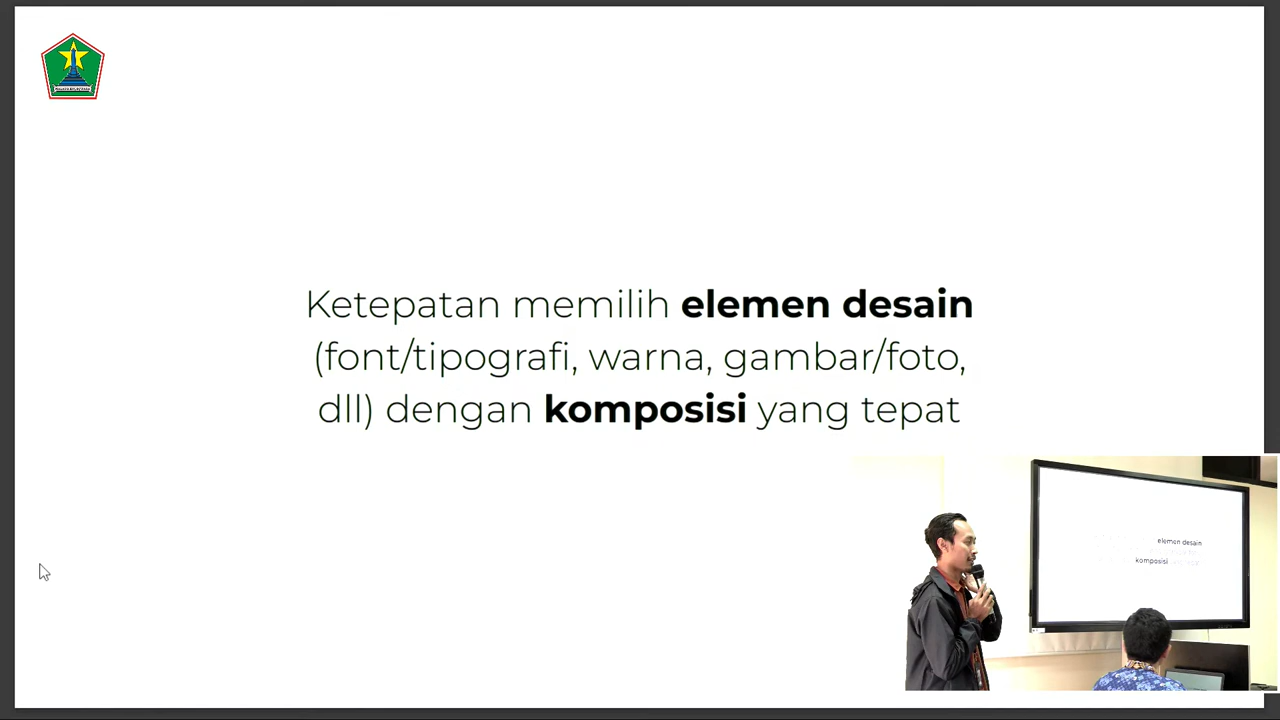 Ketepatan memilih elemen desain
(font/tipografi, warna, gambar/foto,
dll) dengan komposisi yang tepat
elemen desain
komposisi